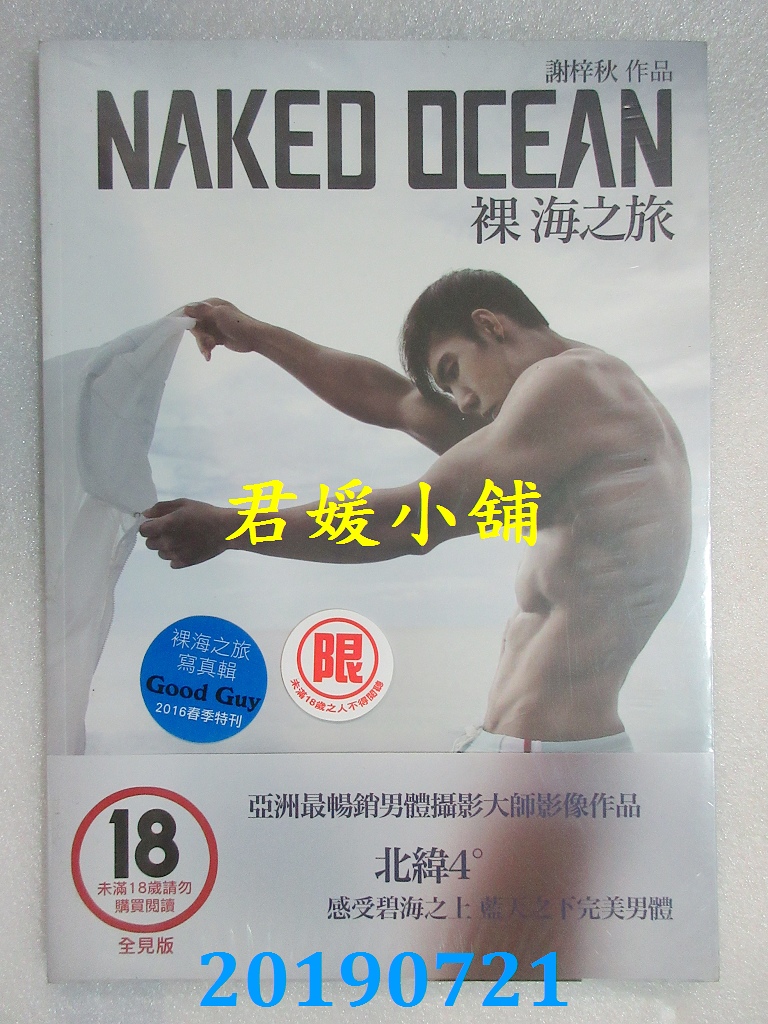 謝梓秋 作品
NAKED OCEAN
裸 海之旅
君媛小舖
裸海之旅
寫真輯
Good Guy
2016春季特刊
限
未滿18歲之人不得閱聽
18
未滿18歲請勿
購買閱讀
全見版
亞洲最暢銷男體攝影大師影像作品
北緯4°
感受碧海之上 藍天之下完美男體
20190721